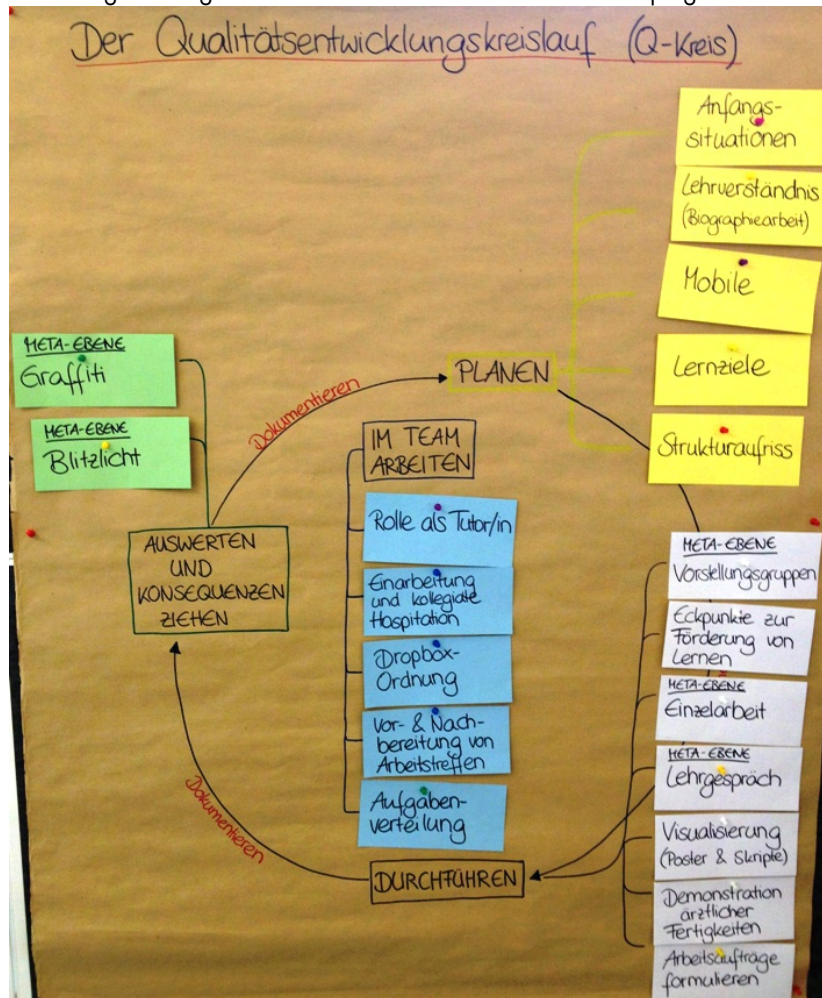 Der Qualitätsentwicklungskreislauf (Q-Kreis)
Anfangs-
situationen
Lehrverständnis
(Biographiearbeit)
Mobile
Lernziele
Strukturaufriss
META-EBENE
Graffiti
META-EBENE
Blitzlicht
Dokumentieren
PLANEN
IM TEAM
ARBEITEN
Rolle als Tutor/in
Einarbeitung
und kollegiale
Hospitation
Dropbox-
Ordnung
Vor- & Nach-
bereitung von
Arbeitstreffen
Aufgaben-
verteilung
AUSWERTEN
UND
KONSEQUENZEN
ZIEHEN
META-EBENE
Vorstellungsgruppen
Eckpunkte zur
Förderung von
Lernen
META-EBENE
Einzelarbeit
META-EBENE
Lehrgespräch
Visualisierung
(Poster & Skripte)
Demonstration
ärztlicher
Fertigkeiten
Arbeitsaufträge
formulieren
Dokumentieren
DURCHFÜHREN